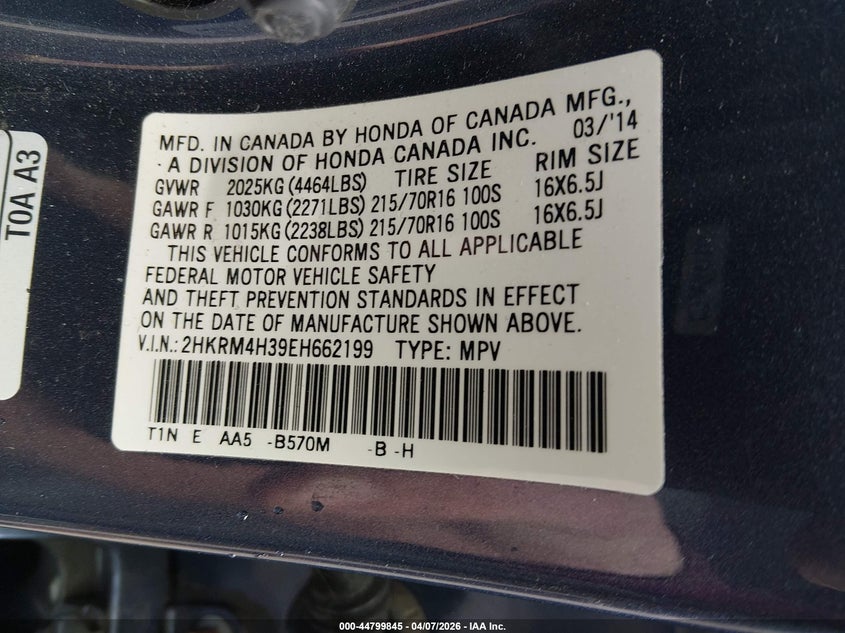 MFD. IN CANADA BY HONDA OF CANADA MFG.,
· A DIVISION OF HONDA CANADA INC. 03/'14
GVWR 2025KG (4464LBS) TIRE SIZE RIM SIZE
GAWR F 1030KG (2271LBS) 215/70R16 100S 16X6.5J
GAWR R 1015KG (2238LBS) 215/70R16 100S 16X6.5J
THIS VEHICLE CONFORMS TO ALL APPLICABLE
FEDERAL MOTOR VEHICLE SAFETY
AND THEFT PREVENTION STANDARDS IN EFFECT
ON THE DATE OF MANUFACTURE SHOWN ABOVE.
V.I.N.: 2HKRM4H39EH662199 TYPE: MPV
T1N E AA5 -B570M -B -H
T0A A3
000-44799845 | 04/07/2026 - IAA Inc.